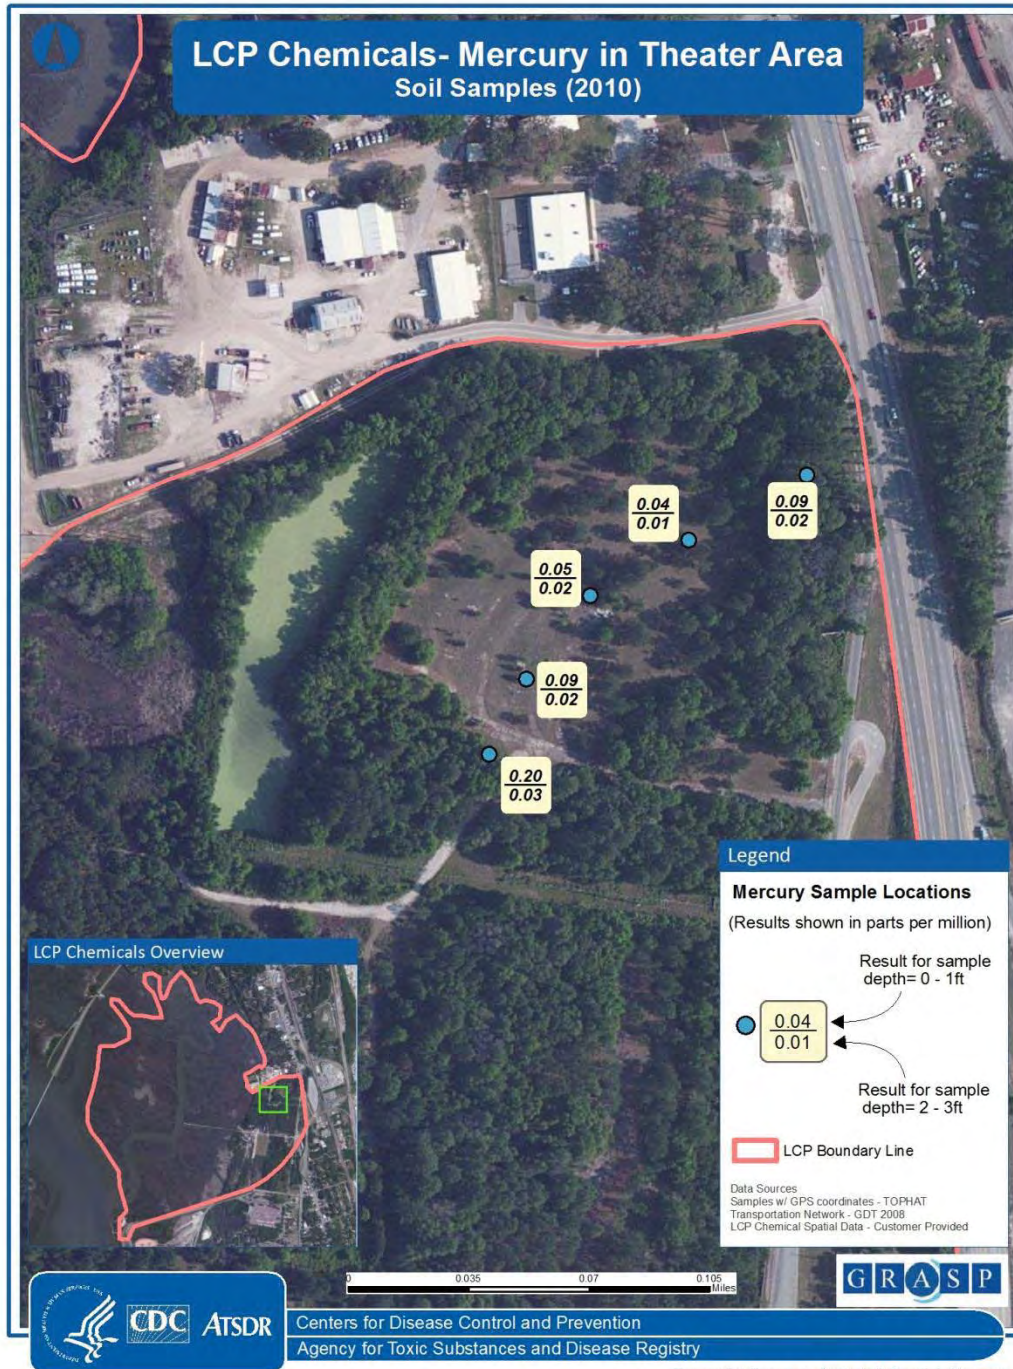 LCP Chemicals- Mercury in Theater Area
Soil Samples (2010)
0.04
0.01
0.09
0.02
0.05
0.02
0.09
0.02
0.20
0.03
Legend
Mercury Sample Locations
(Results shown in parts per million)
Result for sample
depth= 0 - 1ft
0.04
0.01
Result for sample
depth= 2 - 3ft
LCP Boundary Line
Data Sources
Samples w/ GPS coordinates - TOPHAT
Transportation Network - GDT 2008
LCP Chemical Spatial Data - Customer Provided
LCP Chemicals Overview
0 0.035 0.07 0.105
Miles
GRASP
CDC ATSDR
Centers for Disease Control and Prevention
Agency for Toxic Substances and Disease Registry